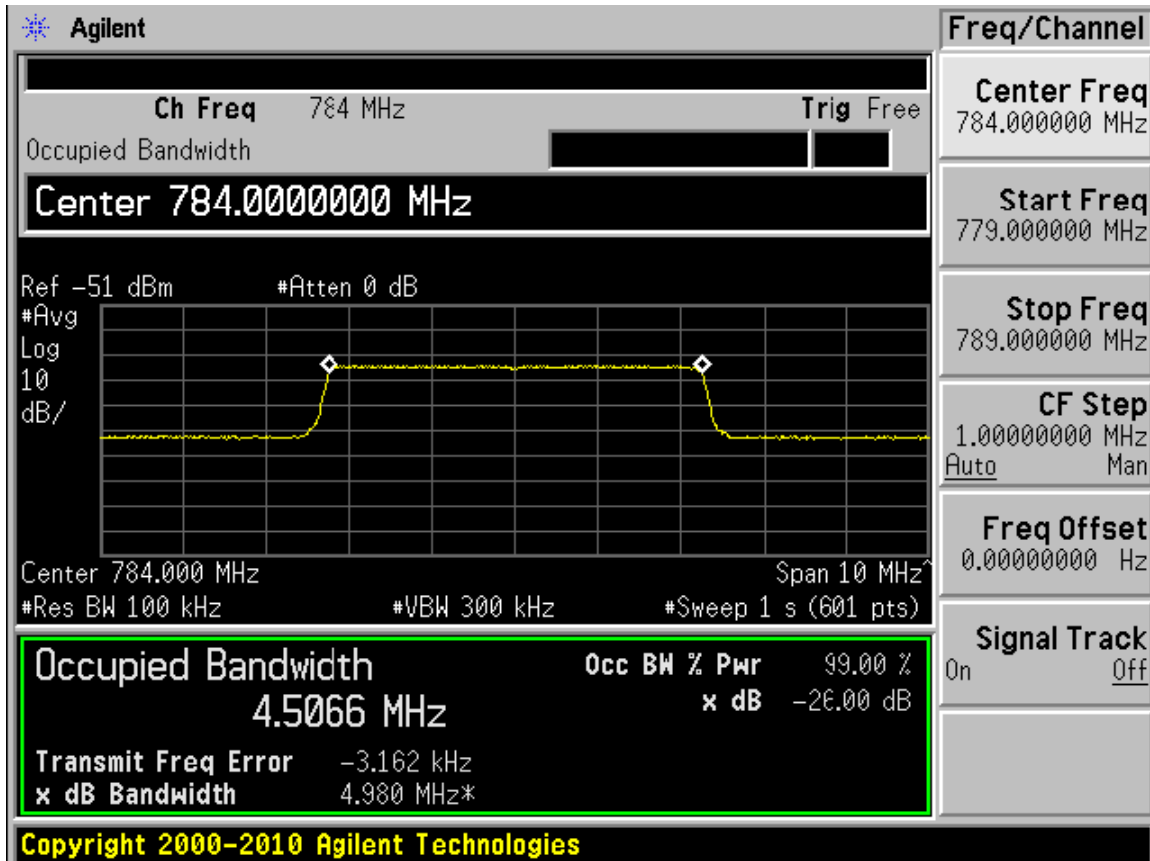 Agilent
Freq/Channel
Ch Freq 784 MHz Trig Free
Occupied Bandwidth
Center 784.0000000 MHz
Ref -51 dBm #Atten 0 dB
#Avg
Log
10
dB/
Center 784.000 MHz Span 10 MHz^
#Res BW 100 kHz #VBW 300 kHz #Sweep 1 s (601 pts)
Occupied Bandwidth Occ BW % Pwr 99.00 %
4.5066 MHz x dB -26.00 dB
Transmit Freq Error -3.162 kHz
x dB Bandwidth 4.980 MHz*
Copyright 2000-2010 Agilent Technologies
Center Freq
784.000000 MHz
Start Freq
779.000000 MHz
Stop Freq
789.000000 MHz
CF Step
1.00000000 MHz
Auto Man
Freq Offset
0.00000000 Hz
Signal Track
On Off